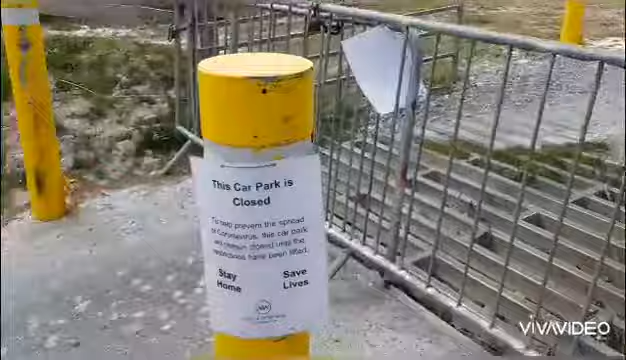 This Car Park is
Closed
To help prevent the spread
of Coronavirus, this car park
will remain closed until the
restrictions have been lifted.
Stay Save
Home Lives
VIVAVIDEO